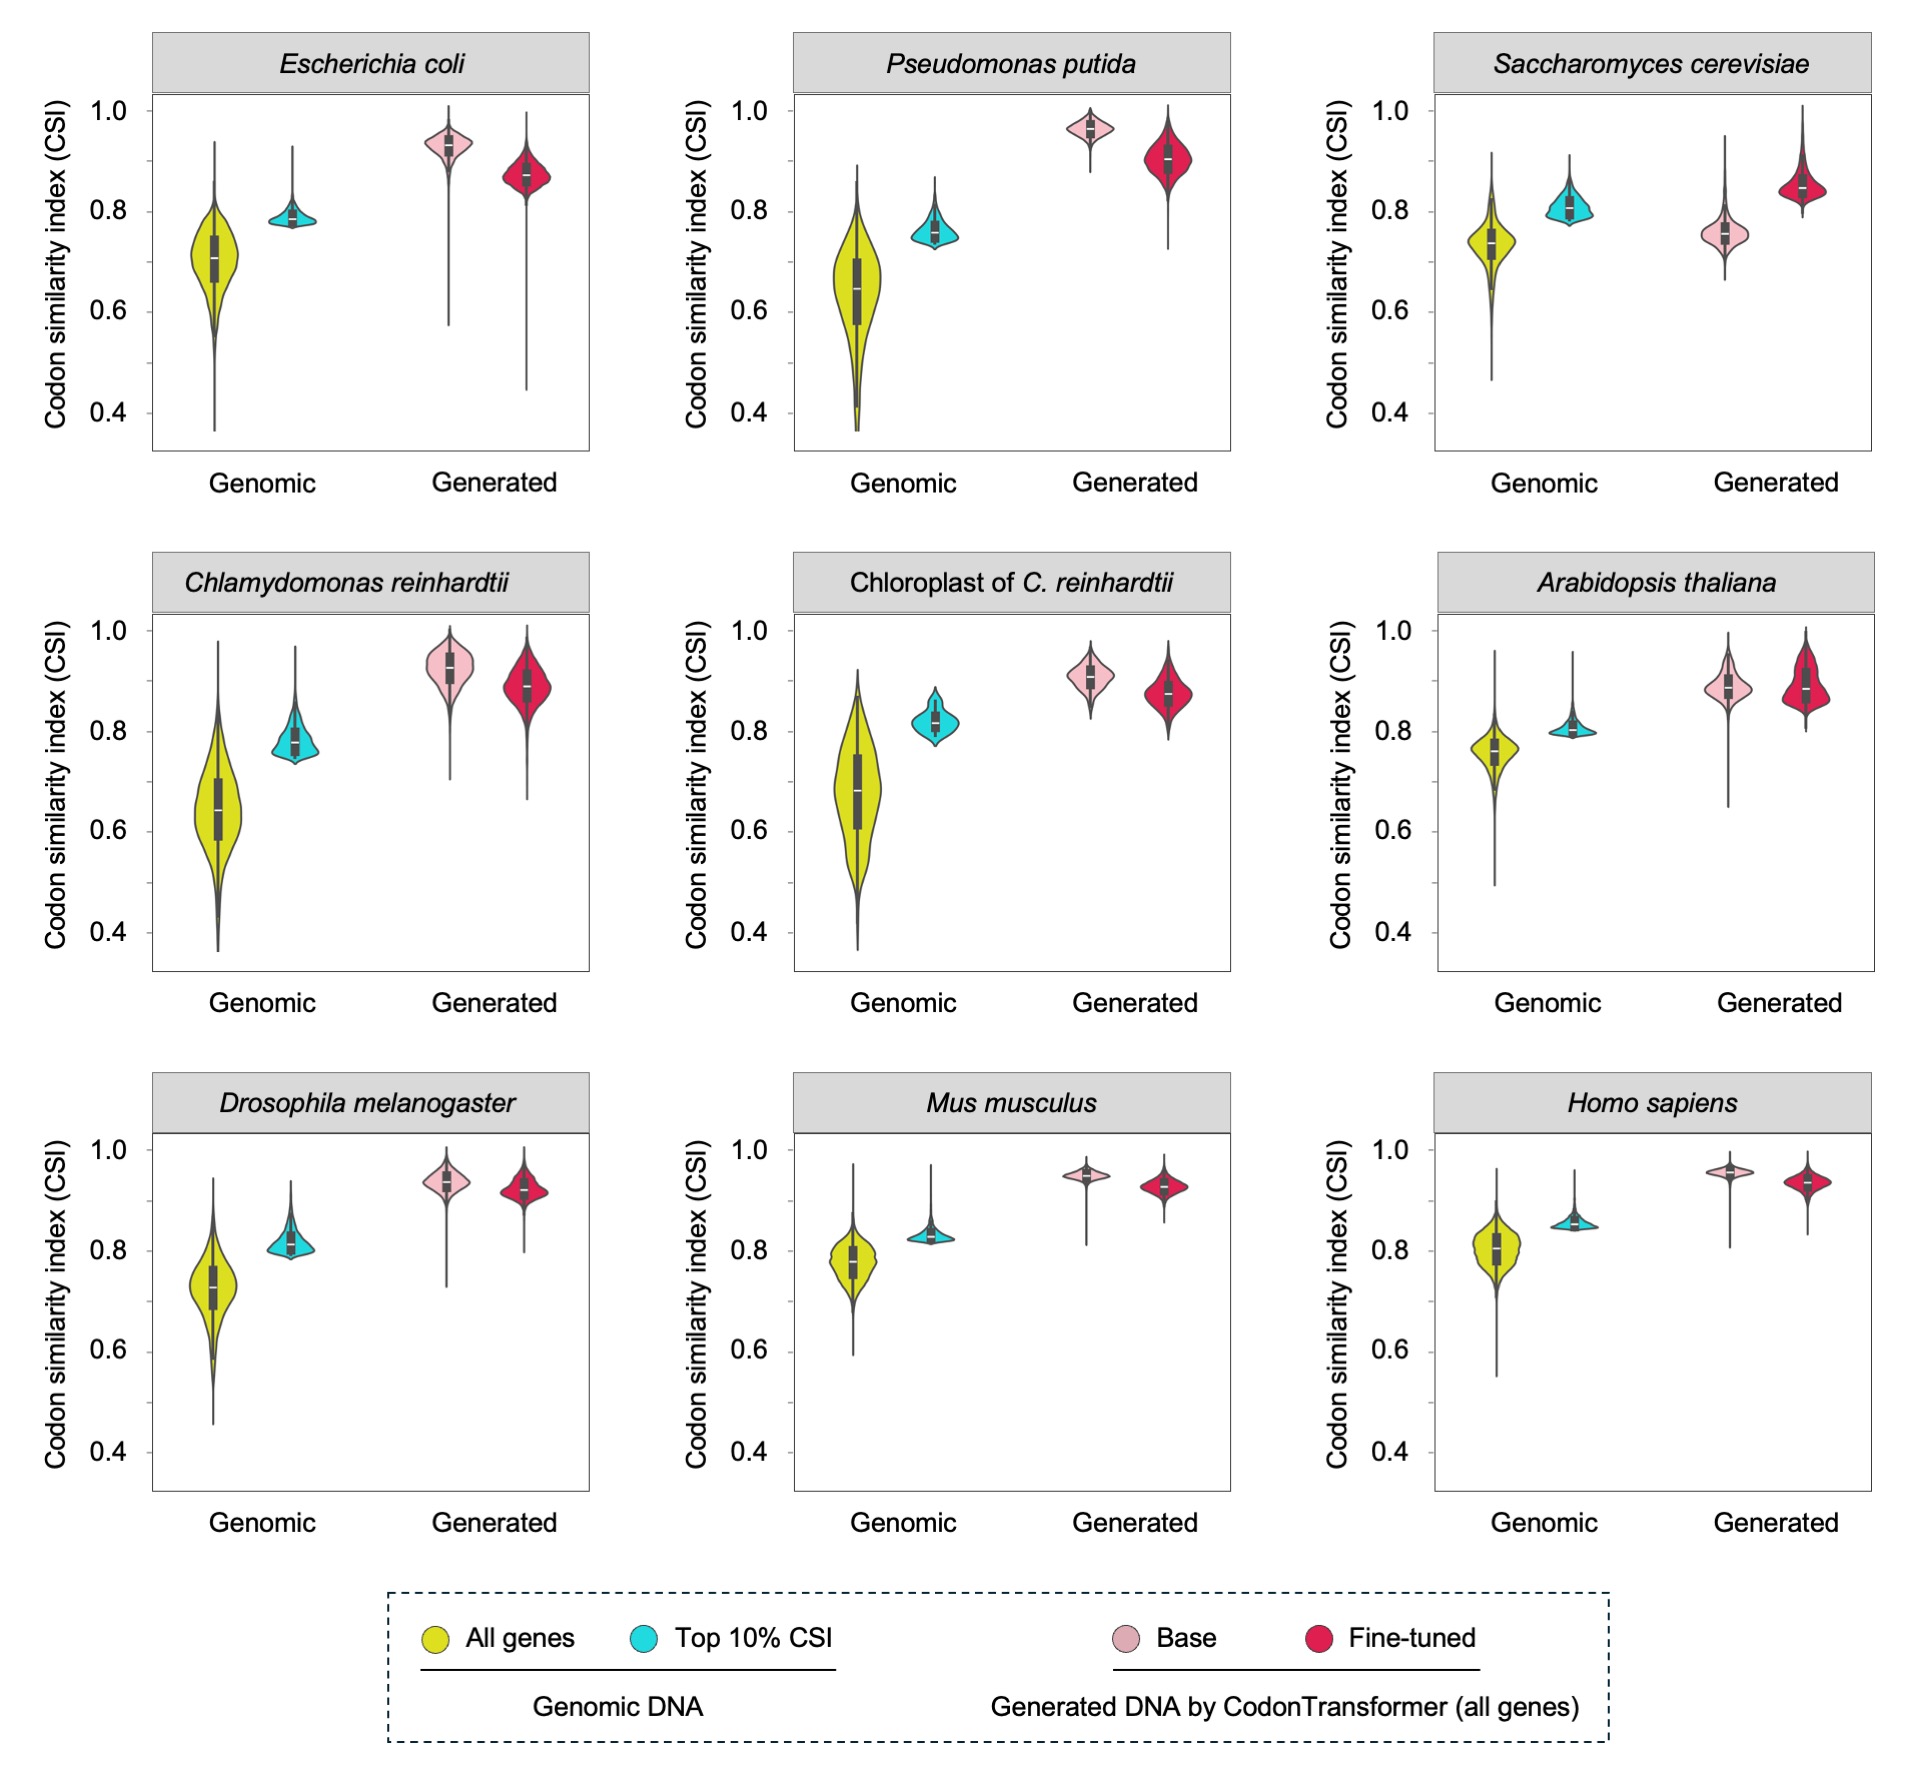 Escherichia coli
Codon similarity index (CSI)
1.0
0.8
0.6
0.4
Genomic
Generated
Pseudomonas putida
Codon similarity index (CSI)
1.0
0.8
0.6
0.4
Genomic
Generated
Saccharomyces cerevisiae
Codon similarity index (CSI)
1.0
0.8
0.6
0.4
Genomic
Generated
Chlamydomonas reinhardtii
Codon similarity index (CSI)
1.0
0.8
0.6
0.4
Genomic
Generated
Chloroplast of C. reinhardtii
Codon similarity index (CSI)
1.0
0.8
0.6
0.4
Genomic
Generated
Arabidopsis thaliana
Codon similarity index (CSI)
1.0
0.8
0.6
0.4
Genomic
Generated
Drosophila melanogaster
Codon similarity index (CSI)
1.0
0.8
0.6
0.4
Genomic
Generated
Mus musculus
Codon similarity index (CSI)
1.0
0.8
0.6
0.4
Genomic
Generated
Homo sapiens
Codon similarity index (CSI)
1.0
0.8
0.6
0.4
Genomic
Generated
All genes
Top 10% CSI
Genomic DNA
Base
Fine-tuned
Generated DNA by CodonTransformer (all genes)